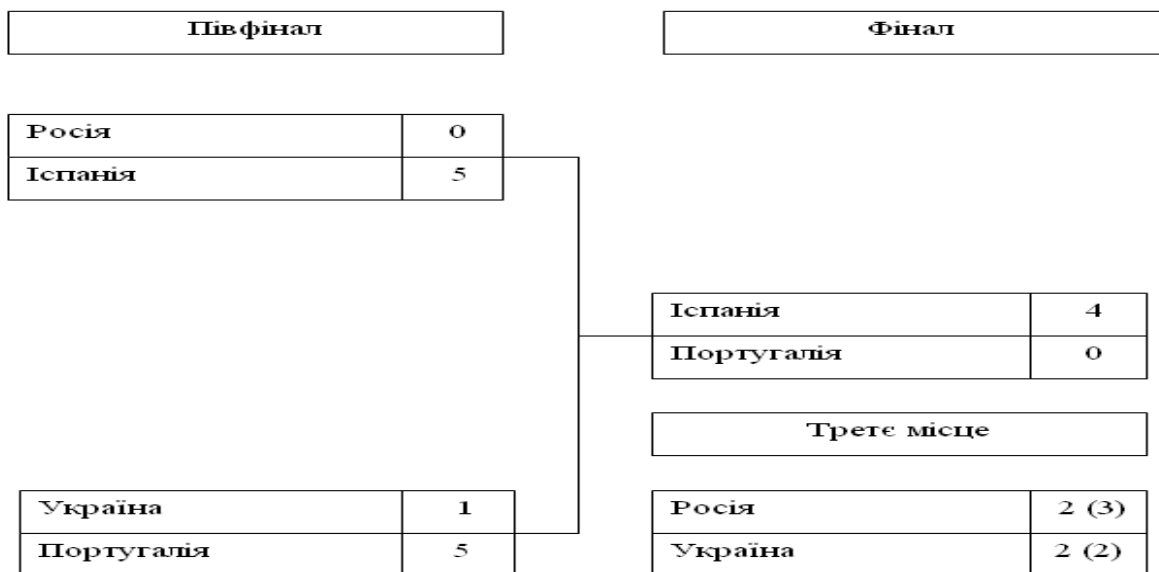 Півфінал
Фінал
Росія 0
Іспанія 5
Іспанія 4
Португалія 0
Третє місце
Україна 1
Португалія 5
Росія 2 (3)
Україна 2 (2)